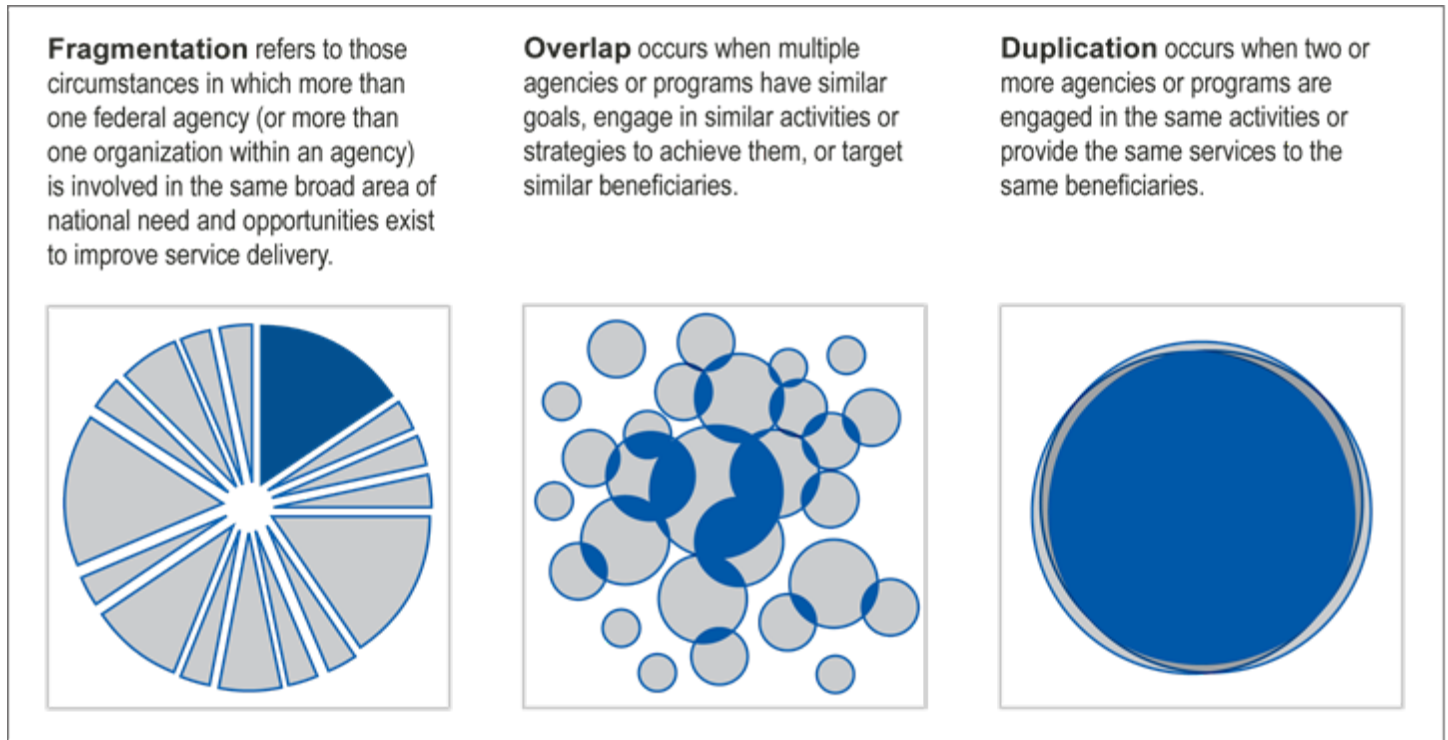 Fragmentation refers to those
circumstances in which more than
one federal agency (or more than
one organization within an agency)
is involved in the same broad area of
national need and opportunities exist
to improve service delivery.
Overlap occurs when multiple
agencies or programs have similar
goals, engage in similar activities or
strategies to achieve them, or target
similar beneficiaries.
Duplication occurs when two or
more agencies or programs are
engaged in the same activities or
provide the same services to the
same beneficiaries.